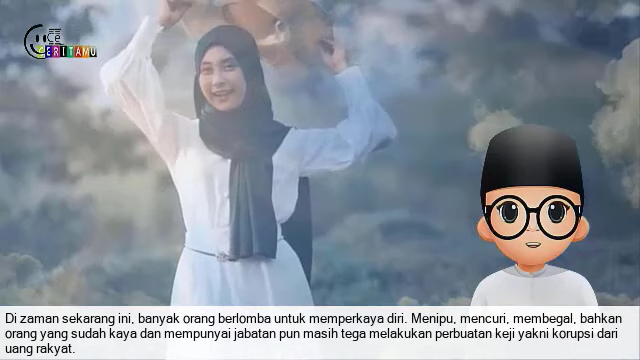 CERITAMU
Di zaman sekarang ini, banyak orang berlomba untuk memperkaya diri. Menipu, mencuri, membegal, bahkan
orang yang sudah kaya dan mempunyai jabatan pun masih tega melakukan perbuatan keji yakni korupsi dari
uang rakyat.